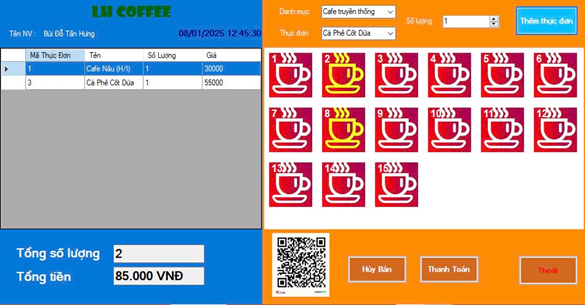 LH COFFEE
Tên NV : Bùi Đỗ Tấn Hưng
08/01/2025 12:45:30
Mã Thực Đơn Tên Số Lượng Giá
1 Cafe Nâu (H/I) 1 30000
3 Cà Phê Cốt Dừa 1 55000
Tổng số lượng 2
Tổng tiền 85.000 VNĐ
Danh mục Cafe truyền thống
Số lượng 1
Thực đơn Cà Phê Cốt Dừa
Thêm thực đơn
1 2 3 4 5 6
7 8 9 10 11 12
13 14 15
Hủy Bàn
Thanh Toán
Thoát